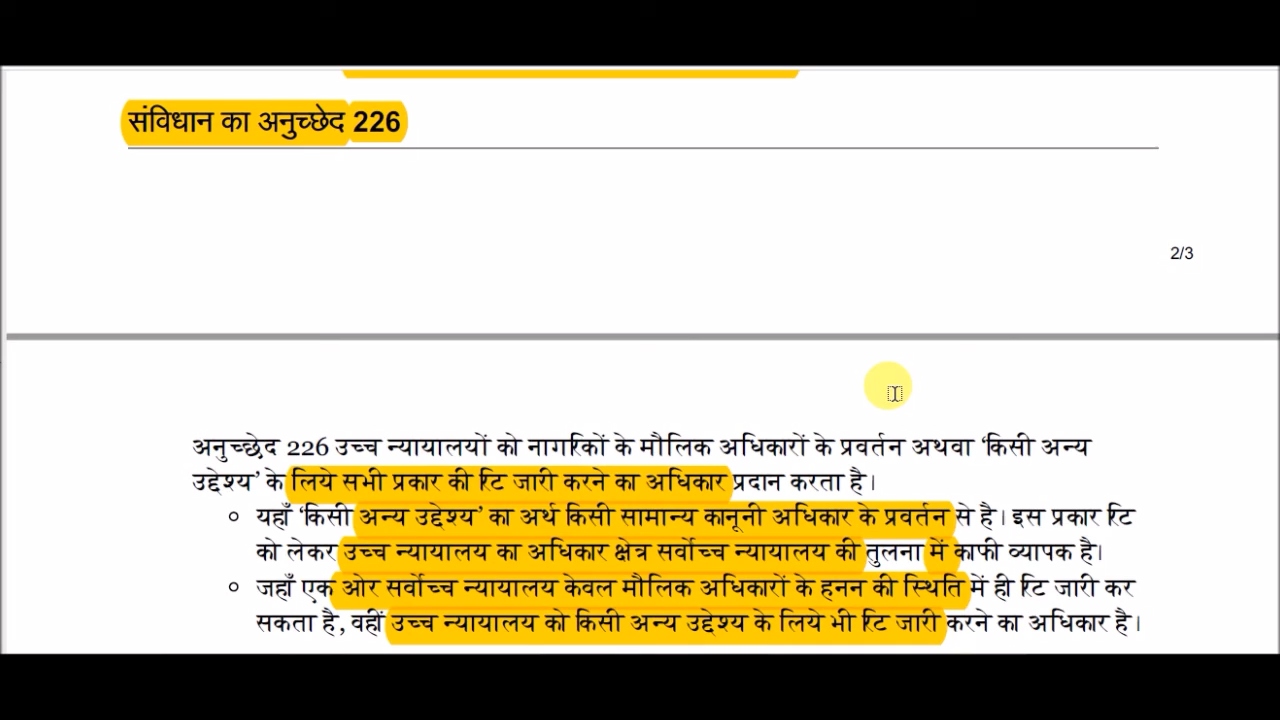 संविधान का अनुच्छेद 226
2/3
अनुच्छेद 226 उच्च न्यायालयों को नागरिकों के मौलिक अधिकारों के प्रवर्तन अथवा ‘किसी अन्य
उद्देश्य’ के लिये सभी प्रकार की रिट जारी करने का अधिकार प्रदान करता है।
यहाँ ‘किसी अन्य उद्देश्य’ का अर्थ किसी सामान्य कानूनी अधिकार के प्रवर्तन से है। इस प्रकार रिट
को लेकर उच्च न्यायालय का अधिकार क्षेत्र सर्वोच्च न्यायालय की तुलना में काफी व्यापक है।
जहाँ एक ओर सर्वोच्च न्यायालय केवल मौलिक अधिकारों के हनन की स्थिति में ही रिट जारी कर
सकता है, वहीं उच्च न्यायालय को किसी अन्य उद्देश्य के लिये भी रिट जारी करने का अधिकार है।